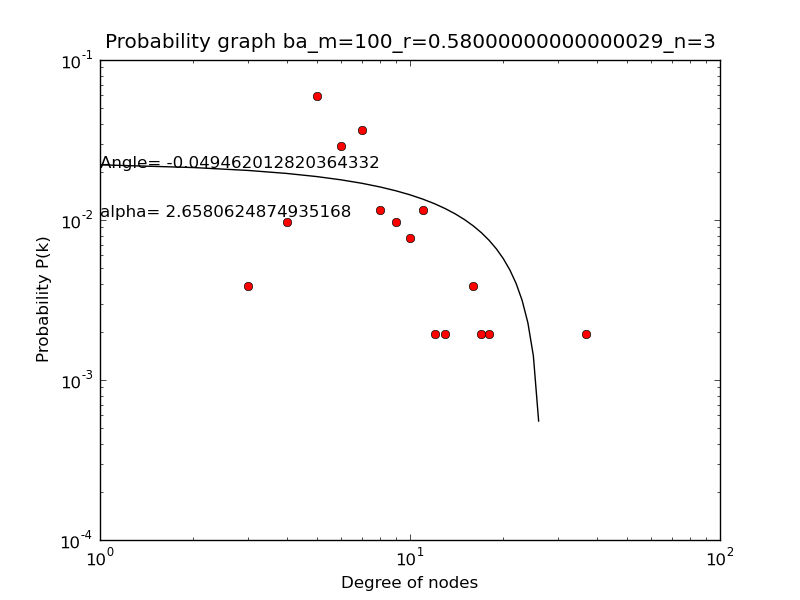 Probability graph ba_m=100_r=0.58000000000000029_n=3
10^-1
Angle= -0.049462012820364332
alpha= 2.6580624874935168
10^-2
Probability P(k)
10^-3
10^-4
10^0 10^1 10^2
Degree of nodes